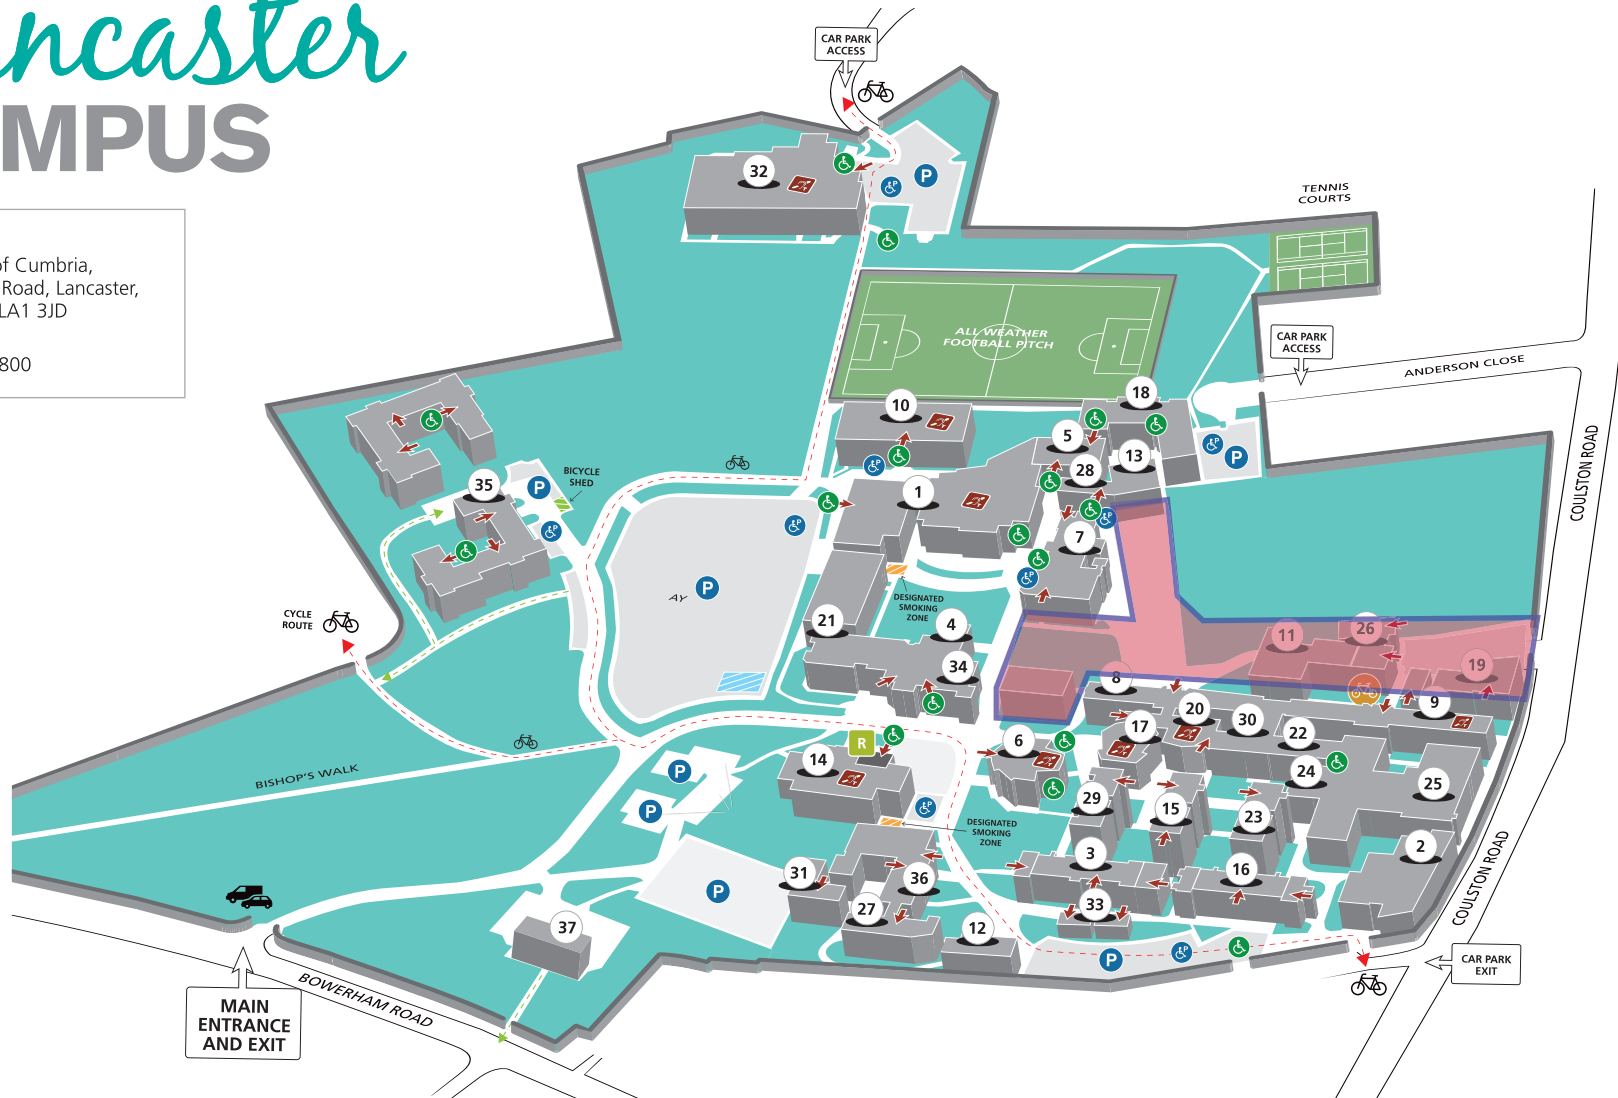 ncaster
MPUS
of Cumbria,
Road, Lancaster,
LA1 3JD
800
CAR PARK
ACCESS
32
P
P
P
TENNIS
COURTS
ALL WEATHER
FOOTBALL PITCH
CAR PARK
ACCESS
ANDERSON CLOSE
COULSTON ROAD
10
18
5
13
28
P
P
P
P
1
7
P
P
35
P
BICYCLE
SHED
P
P
P
AY
DESIGNATED
SMOKING
ZONE
CYCLE
ROUTE
21
4
34
11
26
19
8
9
BISHOP'S WALK
R
14
6
17
20
30
22
24
25
P
P
P
DESIGNATED
SMOKING
ZONE
29
15
23
3
16
2
31
36
27
33
12
P
37
P
P
COULSTON ROAD
CAR PARK
EXIT
BOWERHAM ROAD
MAIN
ENTRANCE
AND EXIT